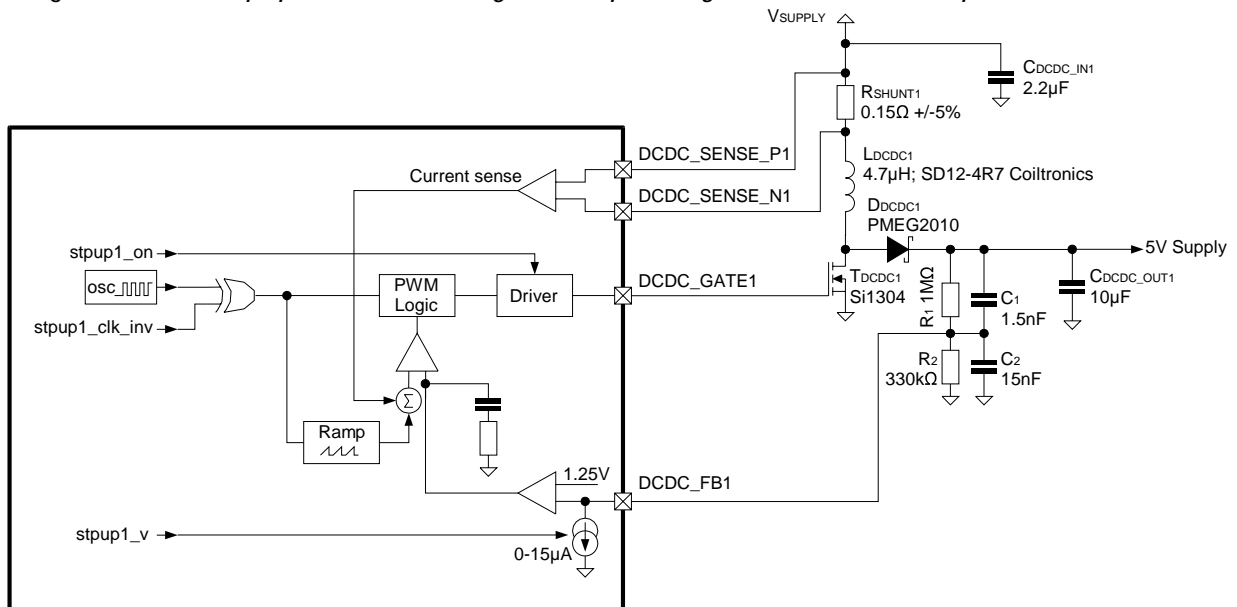 VSUPPLY
CDCDC_IN1
2.2µF
RSHUNT1
0.15Ω +/-5%
DCDC_SENSE_P1
LDCDC1
4.7µH; SD12-4R7 Coiltronics
Current sense
DCDC_SENSE_N1
DDCDC1
PMEG2010
stpup1_on
5V Supply
osc
PWM
Logic
Driver
DCDC_GATE1
TDCDC1
Si1304
R1 1MΩ
C1
1.5nF
CDCDC_OUT1
10µF
stpup1_clk_inv
R2
330kΩ
C2
15nF
Σ
Ramp
1.25V
DCDC_FB1
stpup1_v
0-15µA